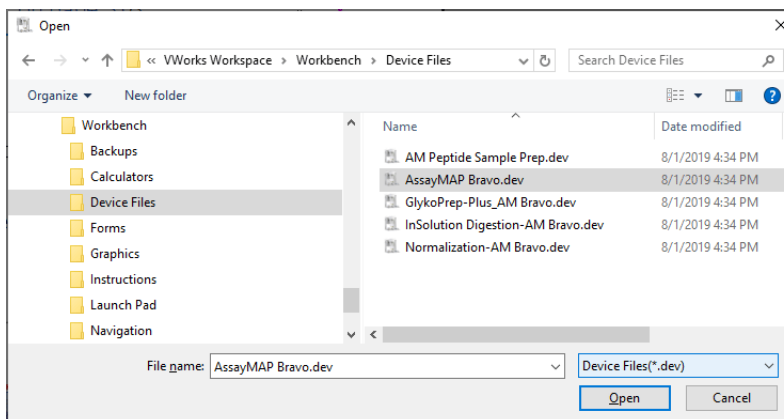 Open
« VWorks Workspace > Workbench > Device Files
Search Device Files
Organize
New folder
Name
Date modified
Workbench
Backups
Calculators
Device Files
Forms
Graphics
Instructions
Launch Pad
Navigation
AM Peptide Sample Prep.dev 8/1/2019 4:34 PM
AssayMAP Bravo.dev 8/1/2019 4:34 PM
GlykoPrep-Plus_AM Bravo.dev 8/1/2019 4:34 PM
InSolution Digestion-AM Bravo.dev 8/1/2019 4:34 PM
Normalization-AM Bravo.dev 8/1/2019 4:34 PM
File name: AssayMAP Bravo.dev
Device Files(*.dev)
Open
Cancel